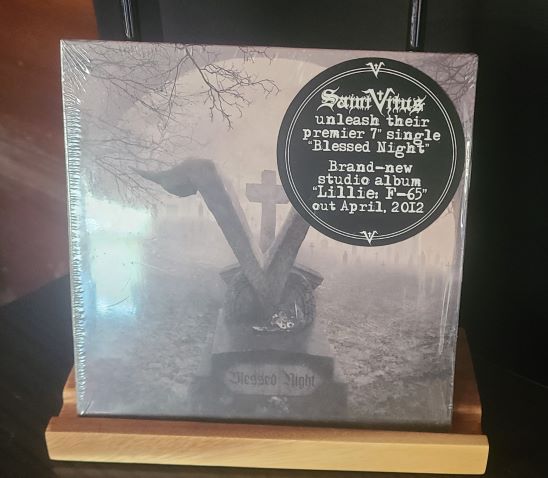 Saint Vitus
unleash their
premier 7" single
"Blessed Night"
Brand-new
studio album
"Lillie: F-65"
out April, 2012
Blessed Night